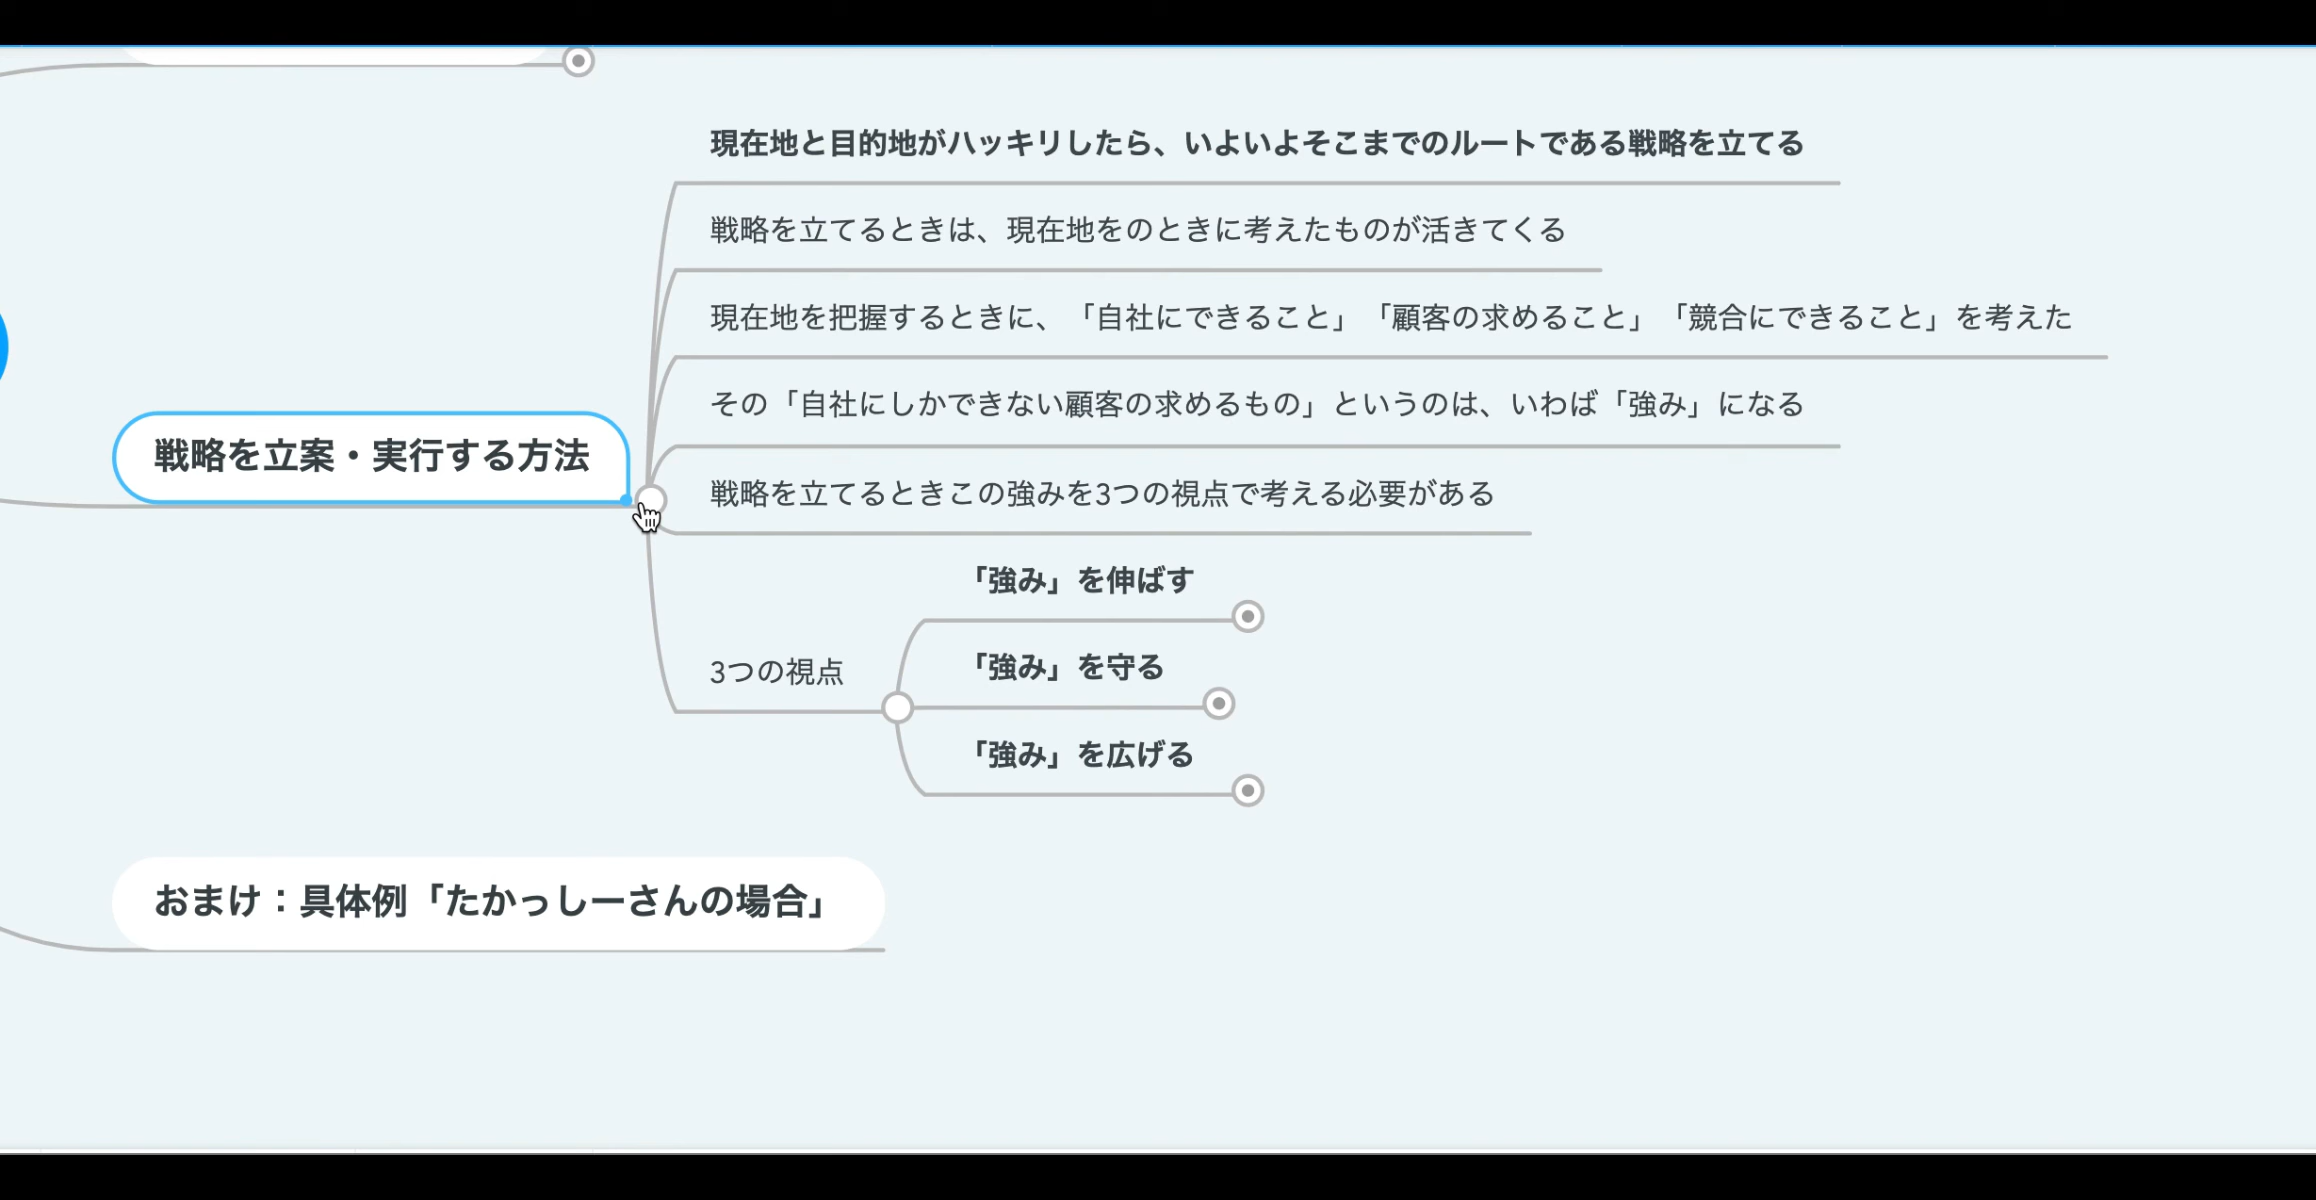 現在地と目的地がハッキリしたら、いよいよそこまでのルートである戦略を立てる
戦略を立てるときは、現在地をのときに考えたものが活きてくる
現在地を把握するときに、「自社にできること」「顧客の求めること」「競合にできること」を考えた
その「自社にしかできない顧客の求めるもの」というのは、いわば「強み」になる
戦略を立案・実行する方法
戦略を立てるときこの強みを3つの視点で考える必要がある
「強み」を伸ばす
3つの視点
「強み」を守る
「強み」を広げる
おまけ：具体例「たかっしーさんの場合」